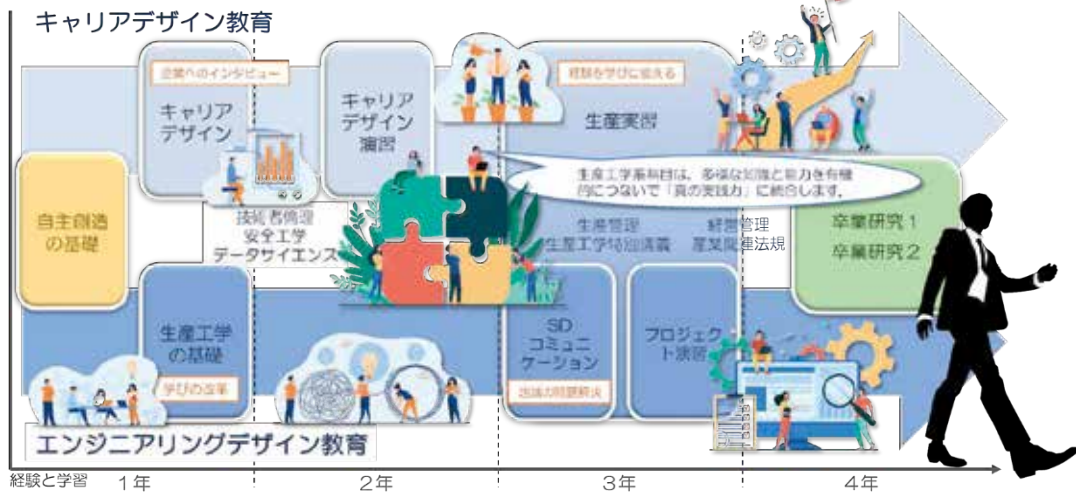 キャリアデザイン教育
企業へのインタビュー
キャリア
デザイン
キャリア
デザイン
演習
経験を学びに変える
生産実習
生産工学系科目は、多様な知識と能力を有機
的につないで「真の実践力」に統合します。
自主創造
の基礎
技術者倫理
安全工学
データサイエンス
生産管理
生産工学特別講義
経営管理
産業関連法規
卒業研究1
卒業研究2
生産工学
の基礎
学びの改革
SD
コミュニ
ケーション
地域の問題解決
プロジェク
ト演習
エンジニアリングデザイン教育
経験と学習
1年
2年
3年
4年